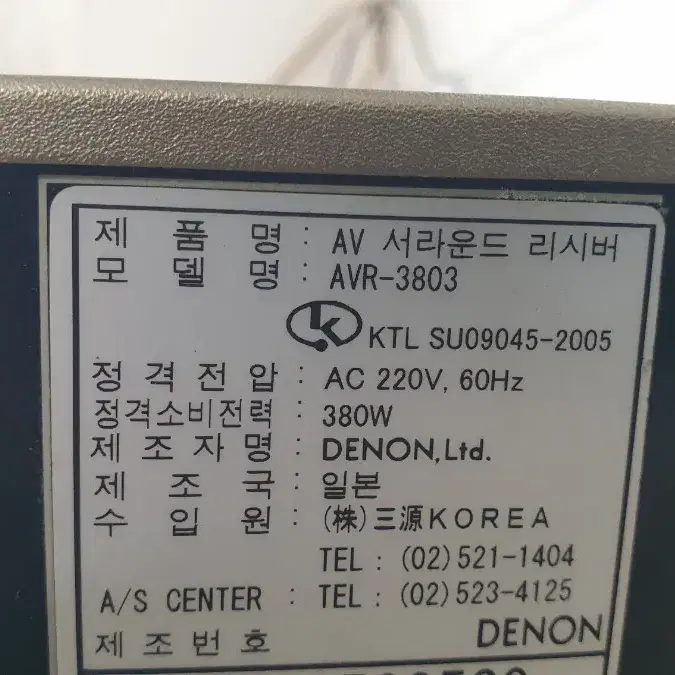 제 품 명 : AV 서라운드 리시버
모 델 명 : AVR-3803
k KTL SU09045-2005
정 격 전 압 : AC 220V, 60Hz
정격소비전력 : 380W
제 조 자 명 : DENON, Ltd.
제 조 국 : 일본
수 입 원 : (株)三源KOREA
TEL : (02)521-1404
A/S CENTER : TEL : (02)523-4125
제 조 번 호 DENON